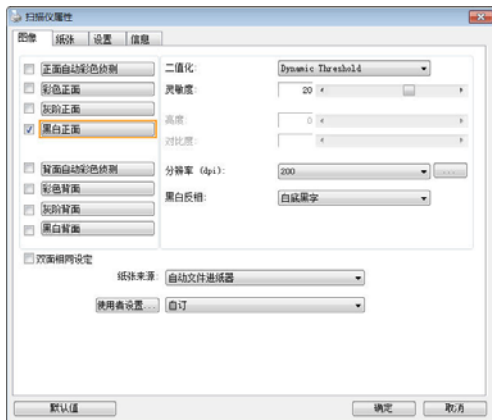 扫描仪属性
图像 纸张 设置 信息
正面自动彩色侦测
彩色正面
灰阶正面
黑白正面
背面自动彩色侦测
彩色背面
灰阶背面
黑白背面
二值化: Dynamic Threshold
灵敏度: 20
亮度: 0
对比度:
分辨率 (dpi): 200 ...
黑白反相: 白底黑字
双面相同设定
纸张来源: 自动文件进纸器
使用者设置... 自订
默认值 确定 取消